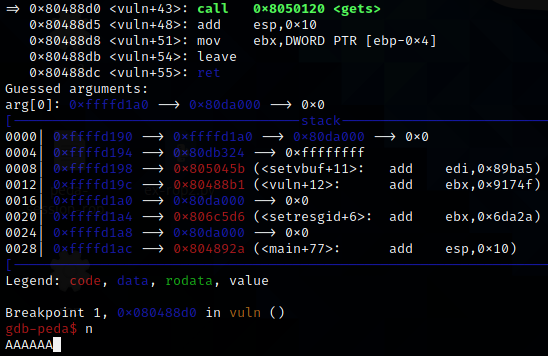 => 0x80488d0 <vuln+43>: call   0x8050120 <gets>
   0x80488d5 <vuln+48>: add    esp,0x10
   0x80488d8 <vuln+51>: mov    ebx,DWORD PTR [ebp-0x4]
   0x80488db <vuln+54>: leave
   0x80488dc <vuln+55>: ret
Guessed arguments:
arg[0]: 0xffffd1a0 --> 0x80da000 --> 0x0
[------------------------------------stack-------------------------------------
0000| 0xffffd190 --> 0xffffd1a0 --> 0x80da000 --> 0x0
0004| 0xffffd194 --> 0x80db324 --> 0xffffffff
0008| 0xffffd198 --> 0x805045b (<setvbuf+11>:	add    edi,0x89ba5)
0012| 0xffffd19c --> 0x80488b1 (<vuln+12>:	add    ebx,0x9174f)
0016| 0xffffd1a0 --> 0x80da000 --> 0x0
0020| 0xffffd1a4 --> 0x806c5d6 (<setresgid+6>:	add    ebx,0x6da2a)
0024| 0xffffd1a8 --> 0x80da000 --> 0x0
0028| 0xffffd1ac --> 0x804892a (<main+77>:	add    esp,0x10)
[------------------------------------------------------------------------------
Legend: code, data, rodata, value

Breakpoint 1, 0x080488d0 in vuln ()
gdb-peda$ n
AAAAAA